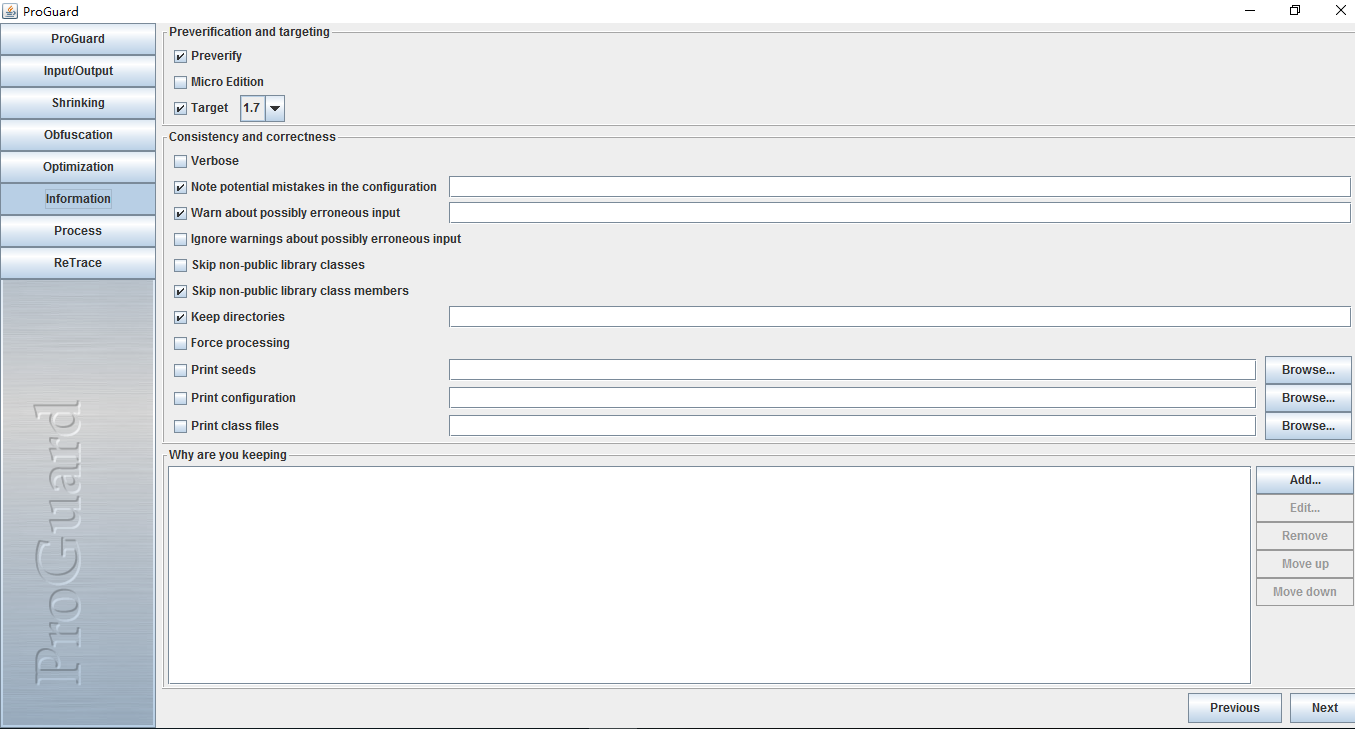 ProGuard
ProGuard
Input/Output
Shrinking
Obfuscation
Optimization
Information
Process
ReTrace
ProGuard
Preverification and targeting
Preverify
Micro Edition
Target 1.7
Consistency and correctness
Verbose
Note potential mistakes in the configuration
Warn about possibly erroneous input
Ignore warnings about possibly erroneous input
Skip non-public library classes
Skip non-public library class members
Keep directories
Force processing
Print seeds Browse...
Print configuration Browse...
Print class files Browse...
Why are you keeping
Add...
Edit...
Remove
Move up
Move down
Previous Next